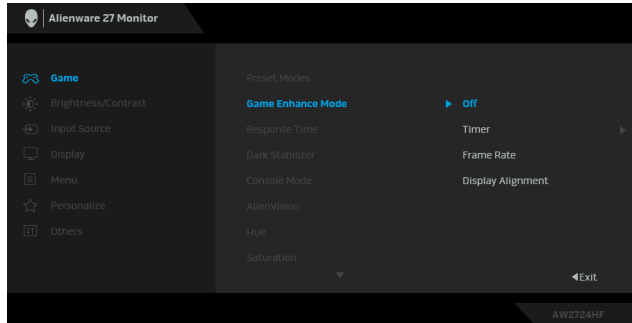 Alienware 27 Monitor
Game
Brightness/Contrast
Input Source
Display
Menu
Personalize
Others
Preset Modes
Game Enhance Mode
Response Time
Dark Stabilizer
Console Mode
AlienVision
Hue
Saturation
Off
Timer
Frame Rate
Display Alignment
Exit
AW2724HF